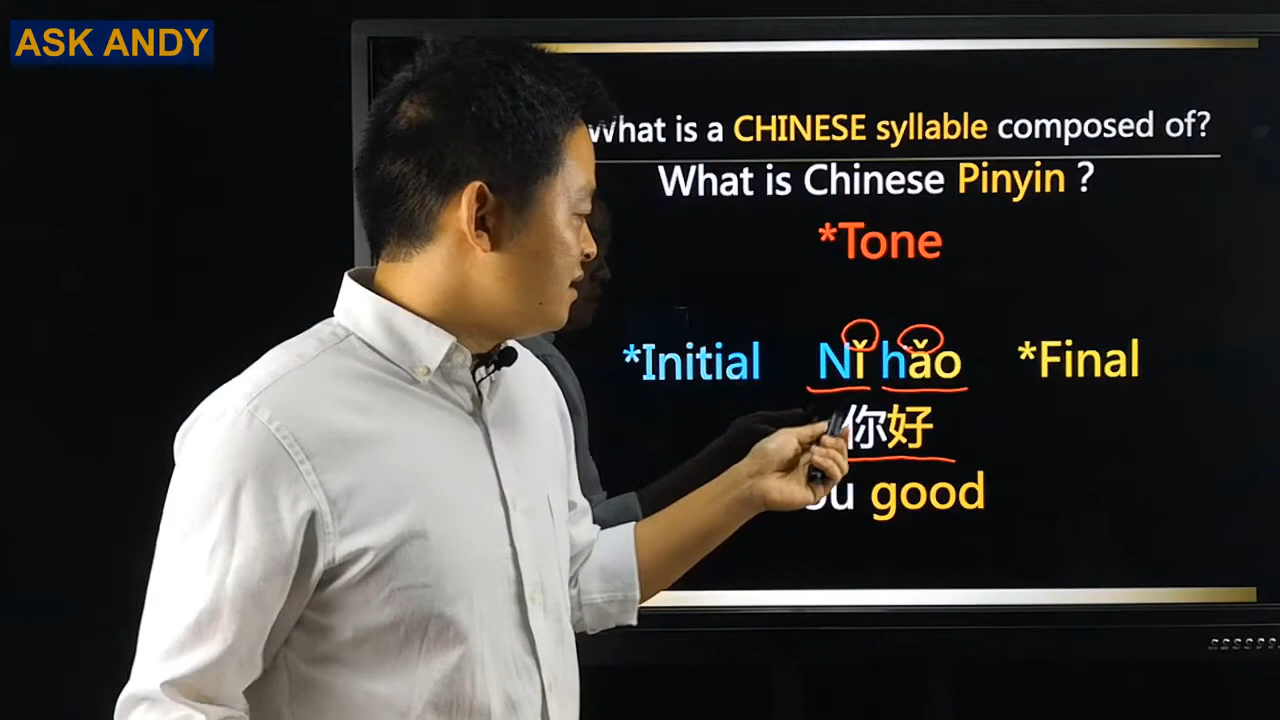 ASK ANDY
What is a CHINESE syllable composed of?
What is Chinese Pinyin ?
*Tone
*Initial Nǐ hǎo *Final
你好
good